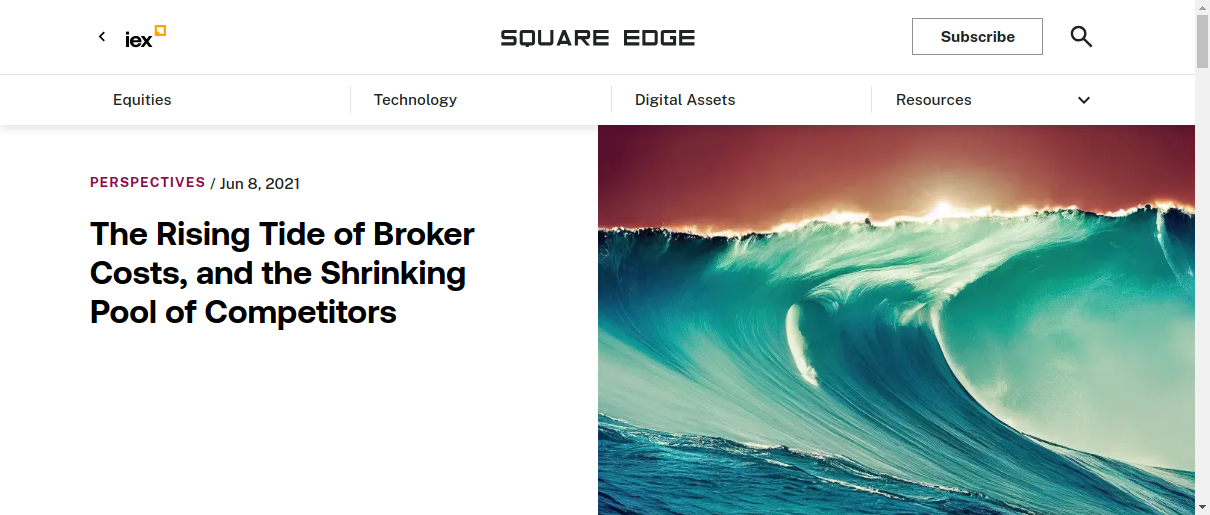 iex
SQUARE EDGE
Subscribe
Equities
Technology
Digital Assets
Resources
PERSPECTIVES / Jun 8, 2021
The Rising Tide of Broker
Costs, and the Shrinking
Pool of Competitors